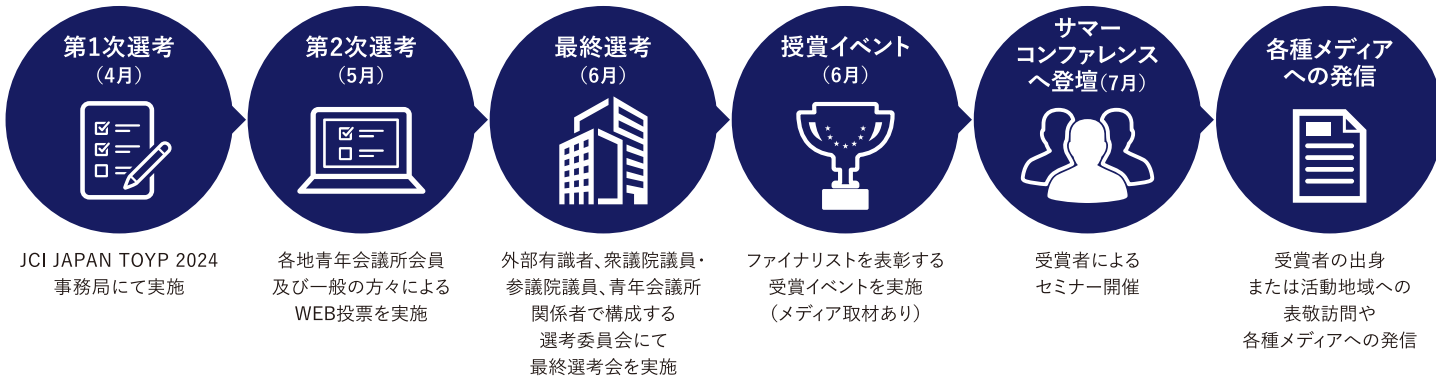 第1次選考
（4月）
JCI JAPAN TOYP 2024
事務局にて実施
第2次選考
（5月）
各地青年会議所会員
及び一般の方々による
WEB投票を実施
最終選考
（6月）
外部有識者、衆議院議員・
参議院議員、青年会議所
関係者で構成する
選考委員会にて
最終選考会を実施
授賞イベント
（6月）
ファイナリストを表彰する
受賞イベントを実施
（メディア取材あり）
サマー
コンファレンス
へ登壇（7月）
受賞者による
セミナー開催
各種メディア
への発信
受賞者の出身
または活動地域への
表敬訪問や
各種メディアへの発信